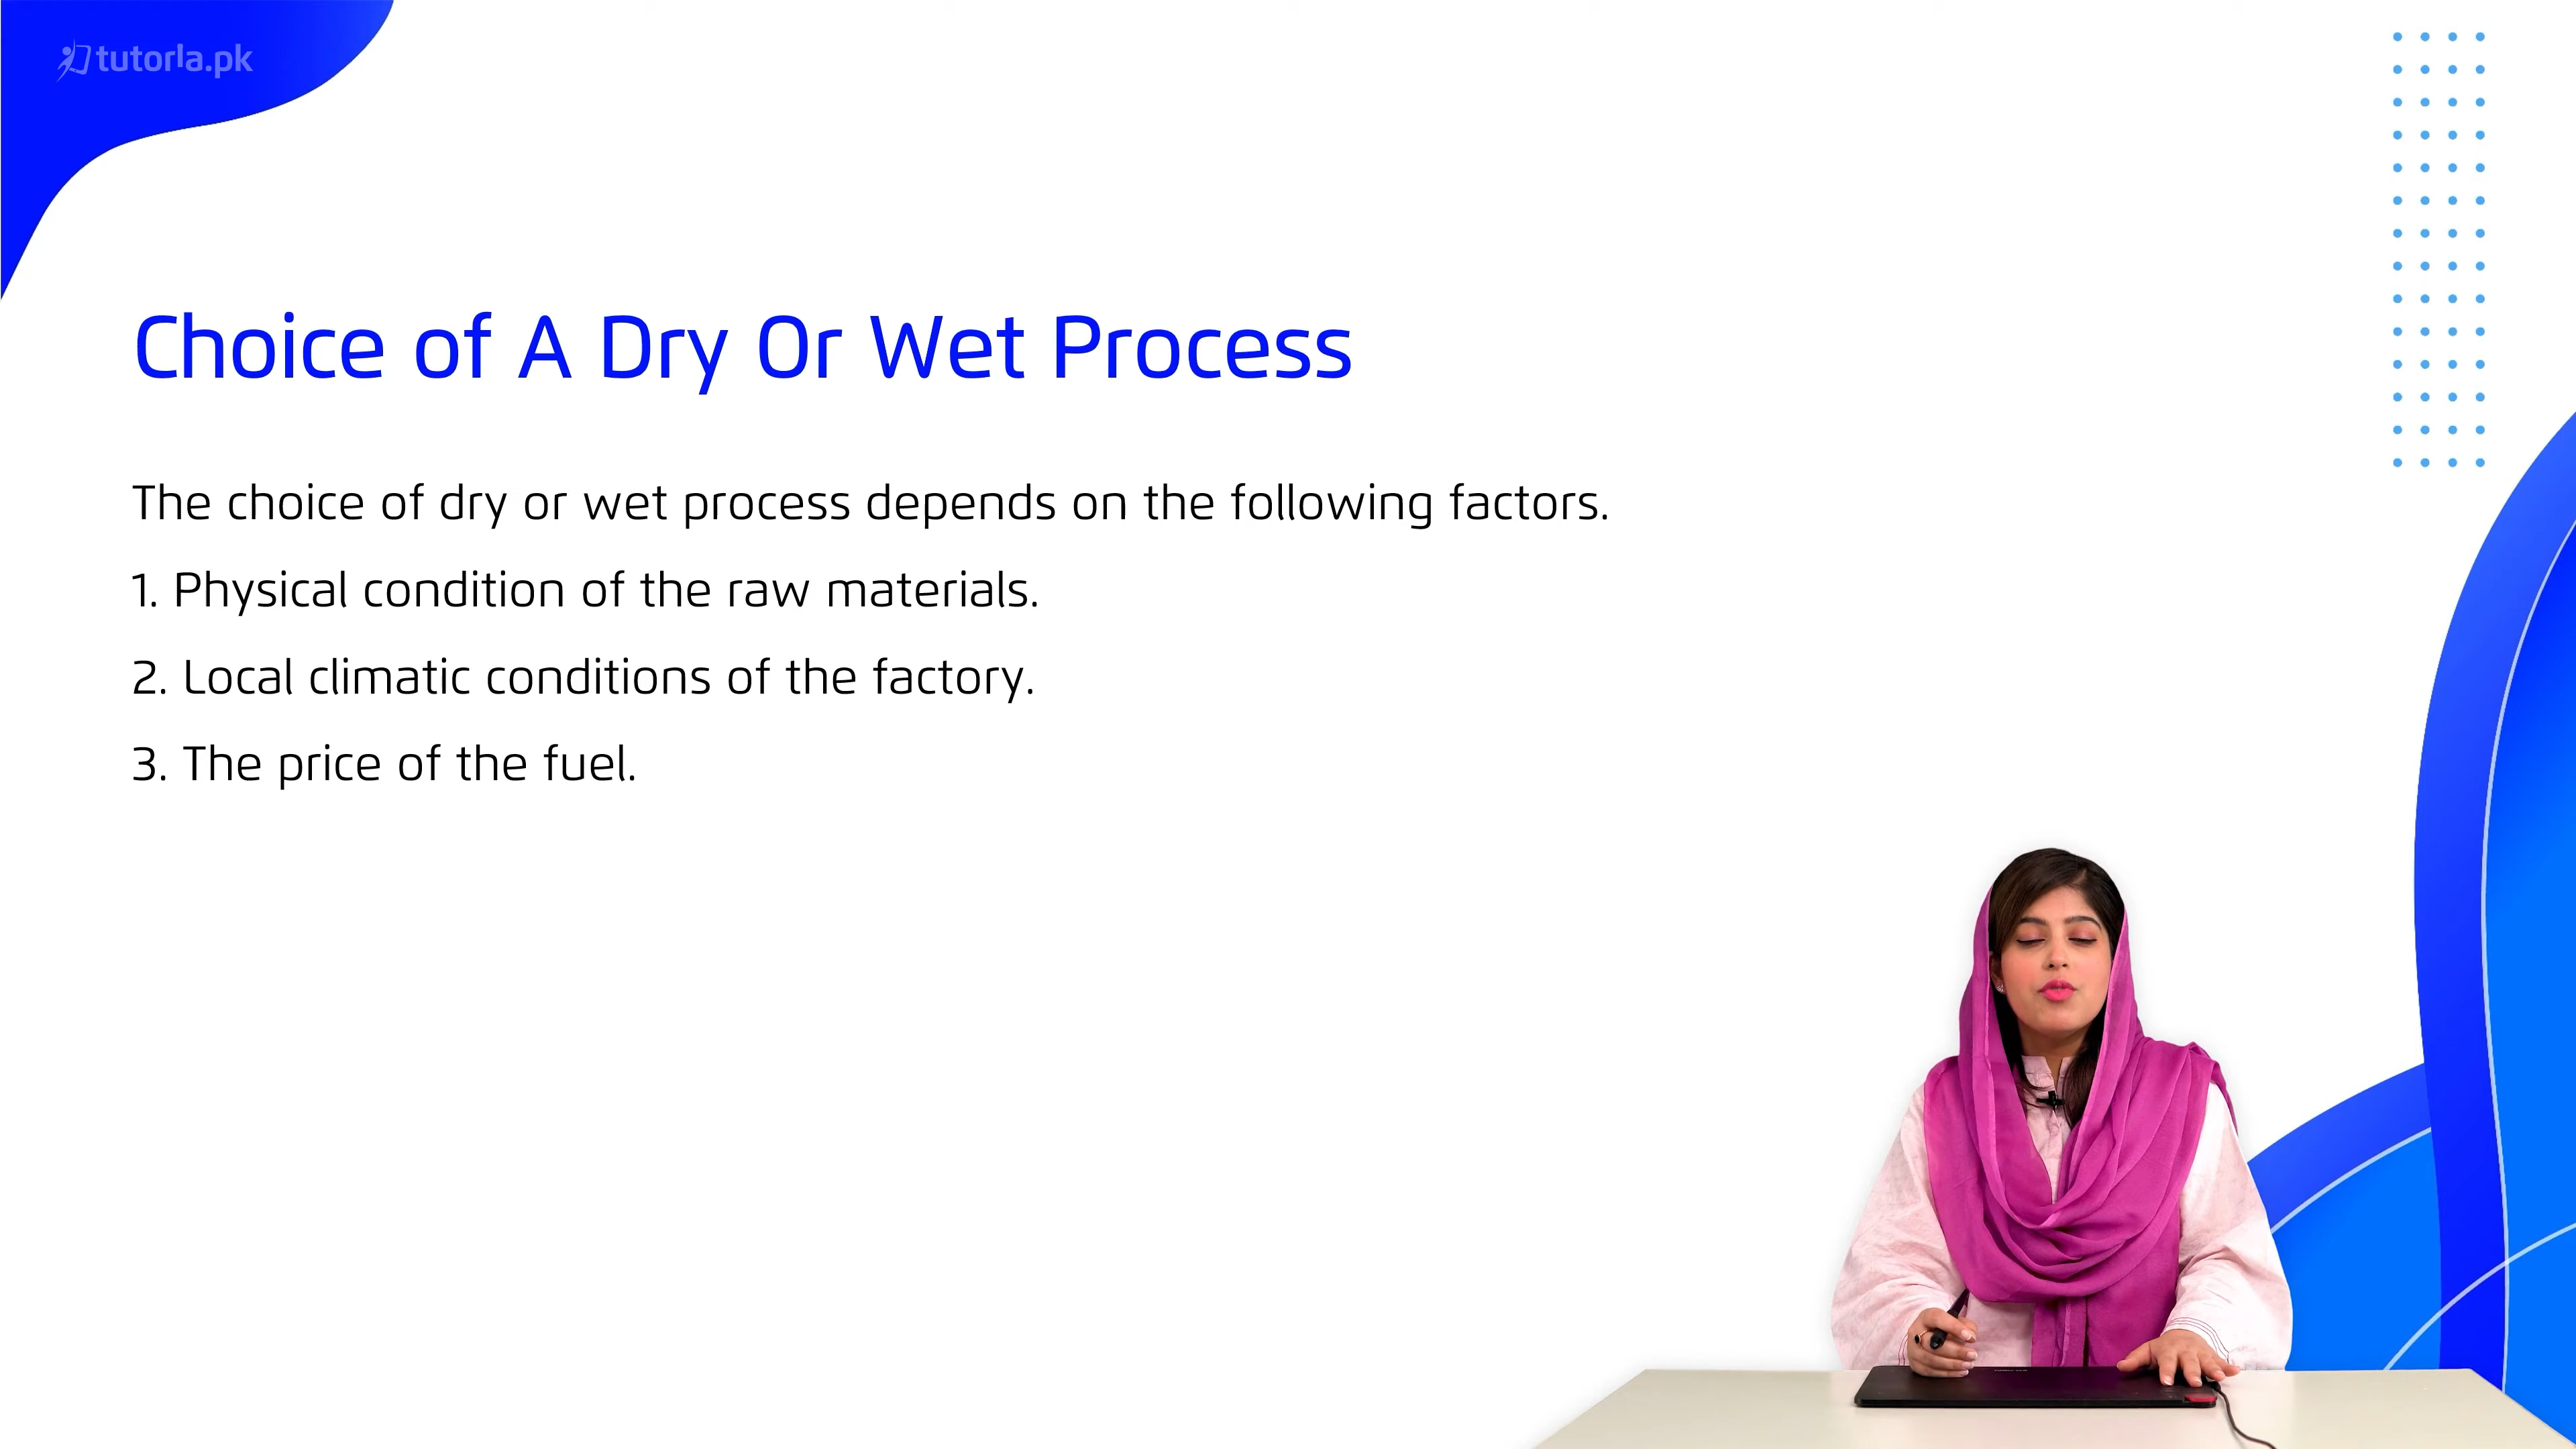 tutorla.pk
Choice of A Dry Or Wet Process
The choice of dry or wet process depends on the following factors.
1. Physical condition of the raw materials.
2. Local climatic conditions of the factory.
3. The price of the fuel.